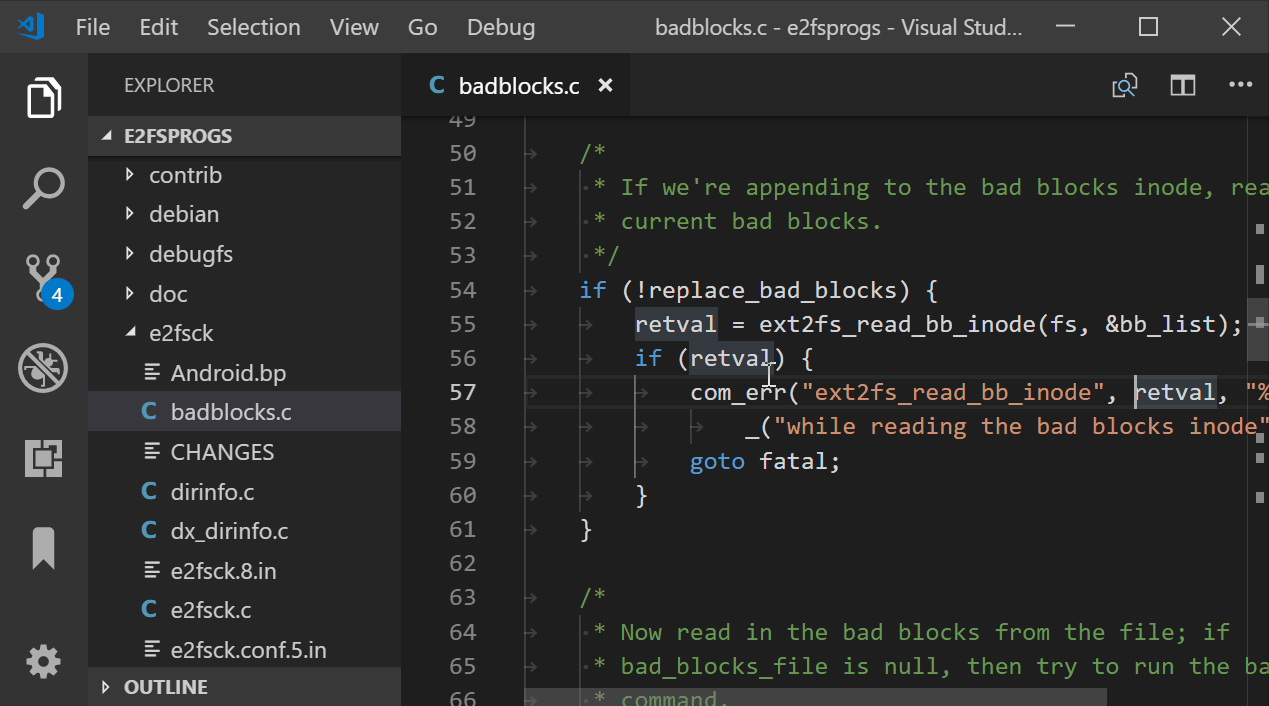 File Edit Selection View Go Debug badblocks.c - e2fsprogs - Visual Stud...
EXPLORER
E2FSPROGS
contrib
debian
debugfs
doc
e2fsck
Android.bp
badblocks.c
CHANGES
dirinfo.c
dx_dirinfo.c
e2fsck.8.in
e2fsck.c
e2fsck.conf.5.in
OUTLINE
4
C badblocks.c
49
50 /*
51 * If we're appending to the bad blocks inode, rea
52 * current bad blocks.
53 */
54 if (!replace_bad_blocks) {
55 retval = ext2fs_read_bb_inode(fs, &bb_list);
56 if (retval) {
57 com_err("ext2fs_read_bb_inode", retval, "%
58 _("while reading the bad blocks inode"
59 goto fatal;
60 }
61 }
62
63 /*
64 * Now read in the bad blocks from the file; if
65 * bad_blocks_file is null, then try to run the ba
66 * command.